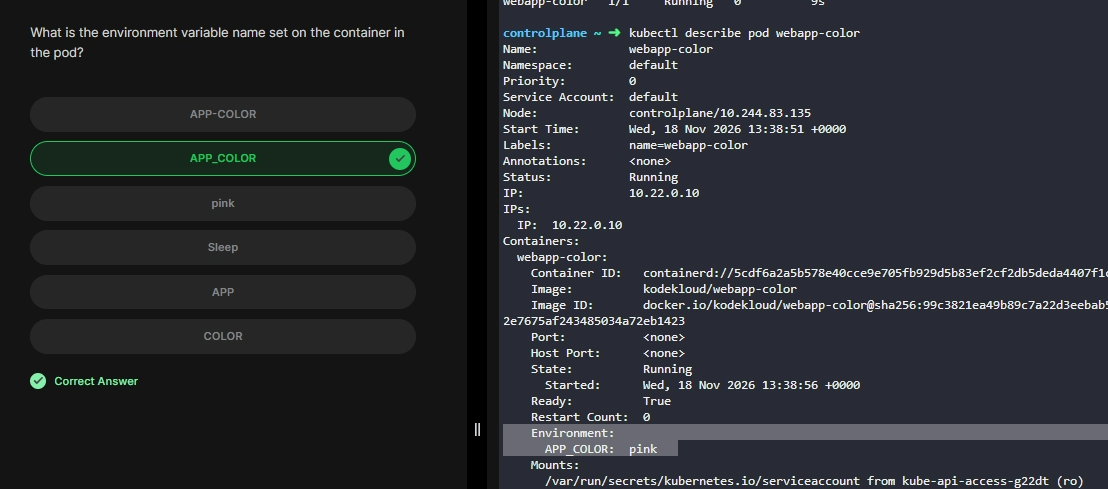 What is the environment variable name set on the container in
the pod?
APP-COLOR
APP_COLOR
pink
Sleep
APP
COLOR
Correct Answer
webapp-color   1/1     Running   0          9s
controlplane ~ ➜  kubectl describe pod webapp-color
Name:             webapp-color
Namespace:        default
Priority:         0
Service Account:  default
Node:             controlplane/10.244.83.135
Start Time:       Wed, 18 Nov 2026 13:38:51 +0000
Labels:           name=webapp-color
Annotations:      <none>
Status:           Running
IP:               10.22.0.10
IPs:
  IP:  10.22.0.10
Containers:
  webapp-color:
    Container ID:   containerd://5cdf6a2a5b578e40cce9e705fb929d5b83ef2cf2db5deda4407f1c
    Image:          kodekloud/webapp-color
    Image ID:       docker.io/kodekloud/webapp-color@sha256:99c3821ea49b89c7a22d3eebab5
2e7675af243485034a72eb1423
    Port:           <none>
    Host Port:      <none>
    State:          Running
      Started:      Wed, 18 Nov 2026 13:38:56 +0000
    Ready:          True
    Restart Count:  0
    Environment:
      APP_COLOR:  pink
    Mounts:
      /var/run/secrets/kubernetes.io/serviceaccount from kube-api-access-g22dt (ro)